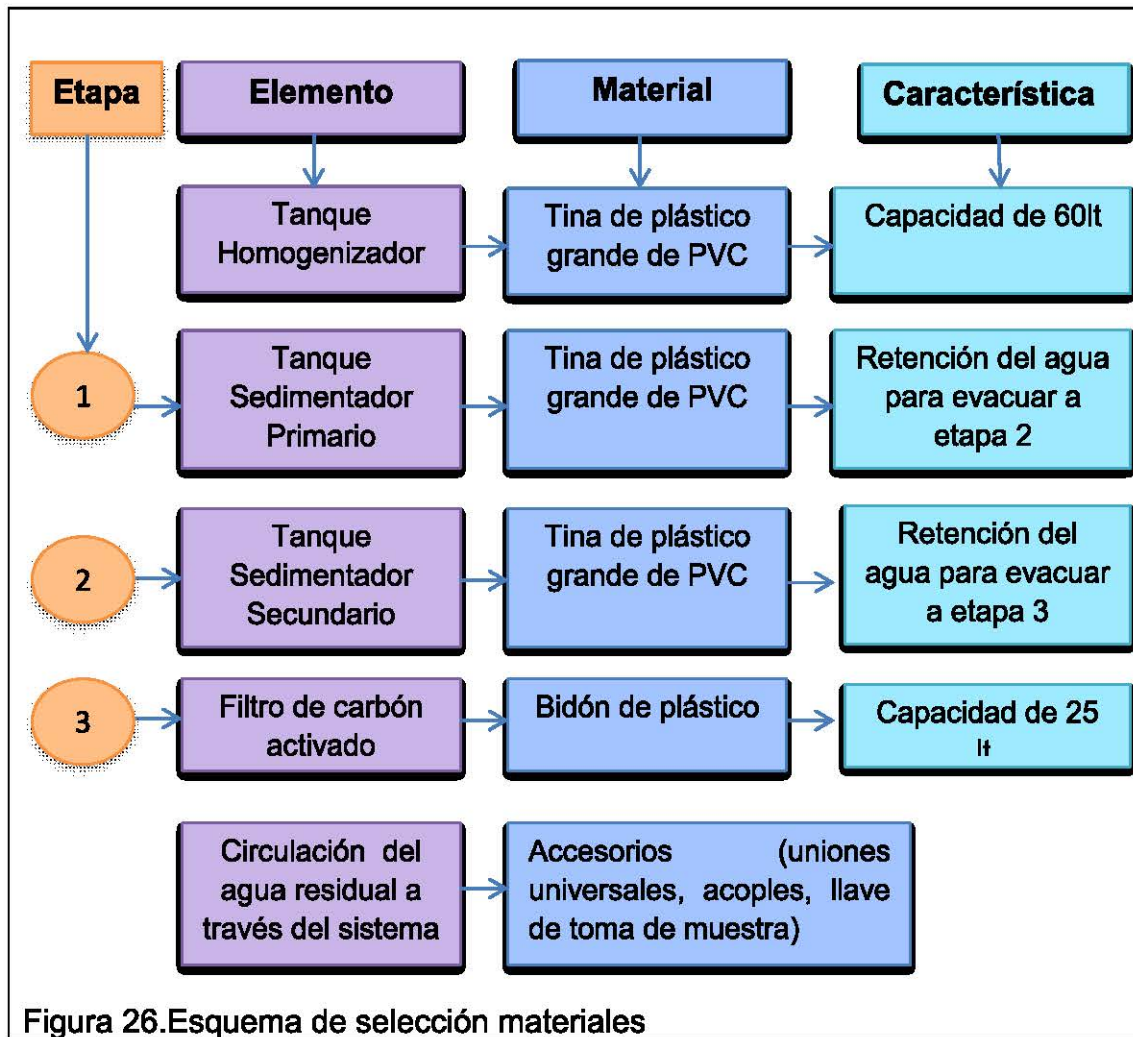 Etapa
Elemento
Material
Característica
Tanque
Homogenizador
Tina de plástico
grande de PVC
Capacidad de 60lt
1
Tanque
Sedimentador
Primario
Tina de plástico
grande de PVC
Retención del agua
para evacuar a
etapa 2
2
Tanque
Sedimentador
Secundario
Tina de plástico
grande de PVC
Retención del
agua para evacuar
a etapa 3
3
Filtro de carbón
activado
Bidón de plástico
Capacidad de 25
lt
Circulación del
agua residual a
través del sistema
Accesorios (uniones
universales, acoples, llave
de toma de muestra)
Figura 26.Esquema de selección materiales